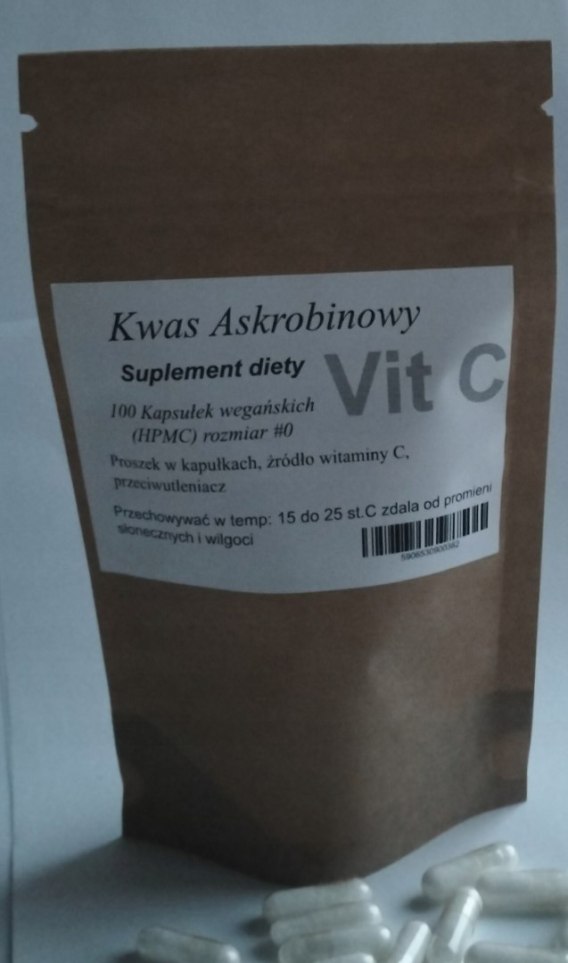 Kwas Askrobinowy
Suplement diety
Vit C
100 Kapsułek wegańskich
(HPMC) rozmiar #0
Proszek w kapułkach, źródło witaminy C,
przeciwutleniacz
Przechowywać w temp: 15 do 25 st.C zdala od promieni
słonecznych i wilgoci